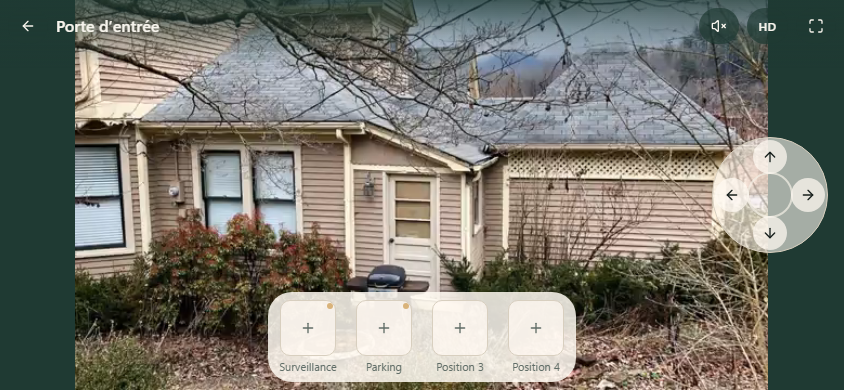 Porte d'entrée
HD
Surveillance
Parking
Position 3
Position 4